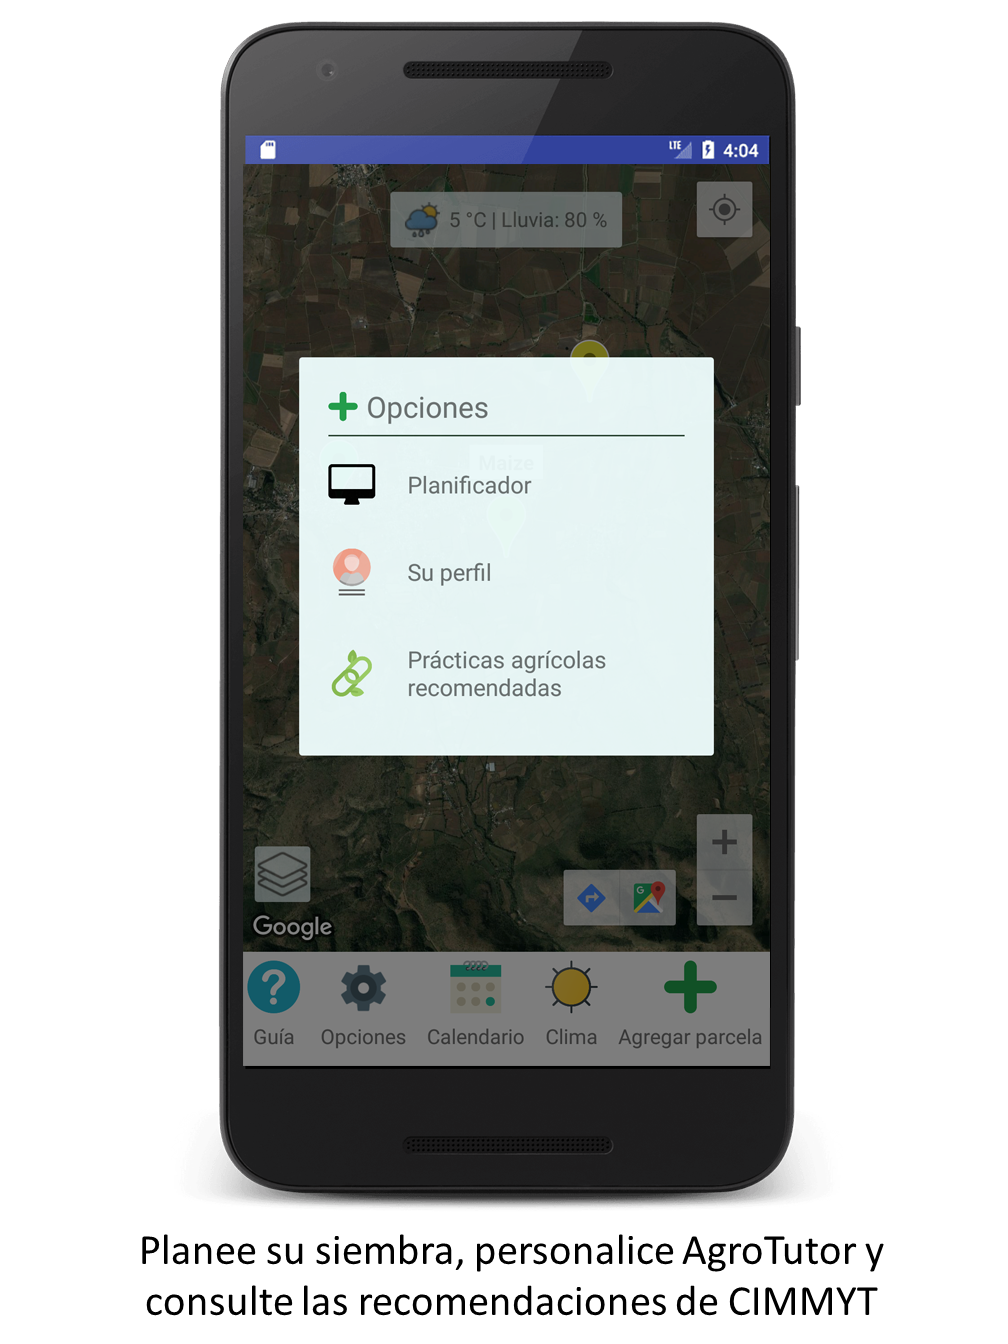 LTE 4:04
5 °C | Lluvia: 80 %
Opciones
Maize
Planificador
Su perfil
Prácticas agrícolas
recomendadas
Google
Guía Opciones Calendario Clima Agregar parcela
Planee su siembra, personalice AgroTutor y
consulte las recomendaciones de CIMMYT